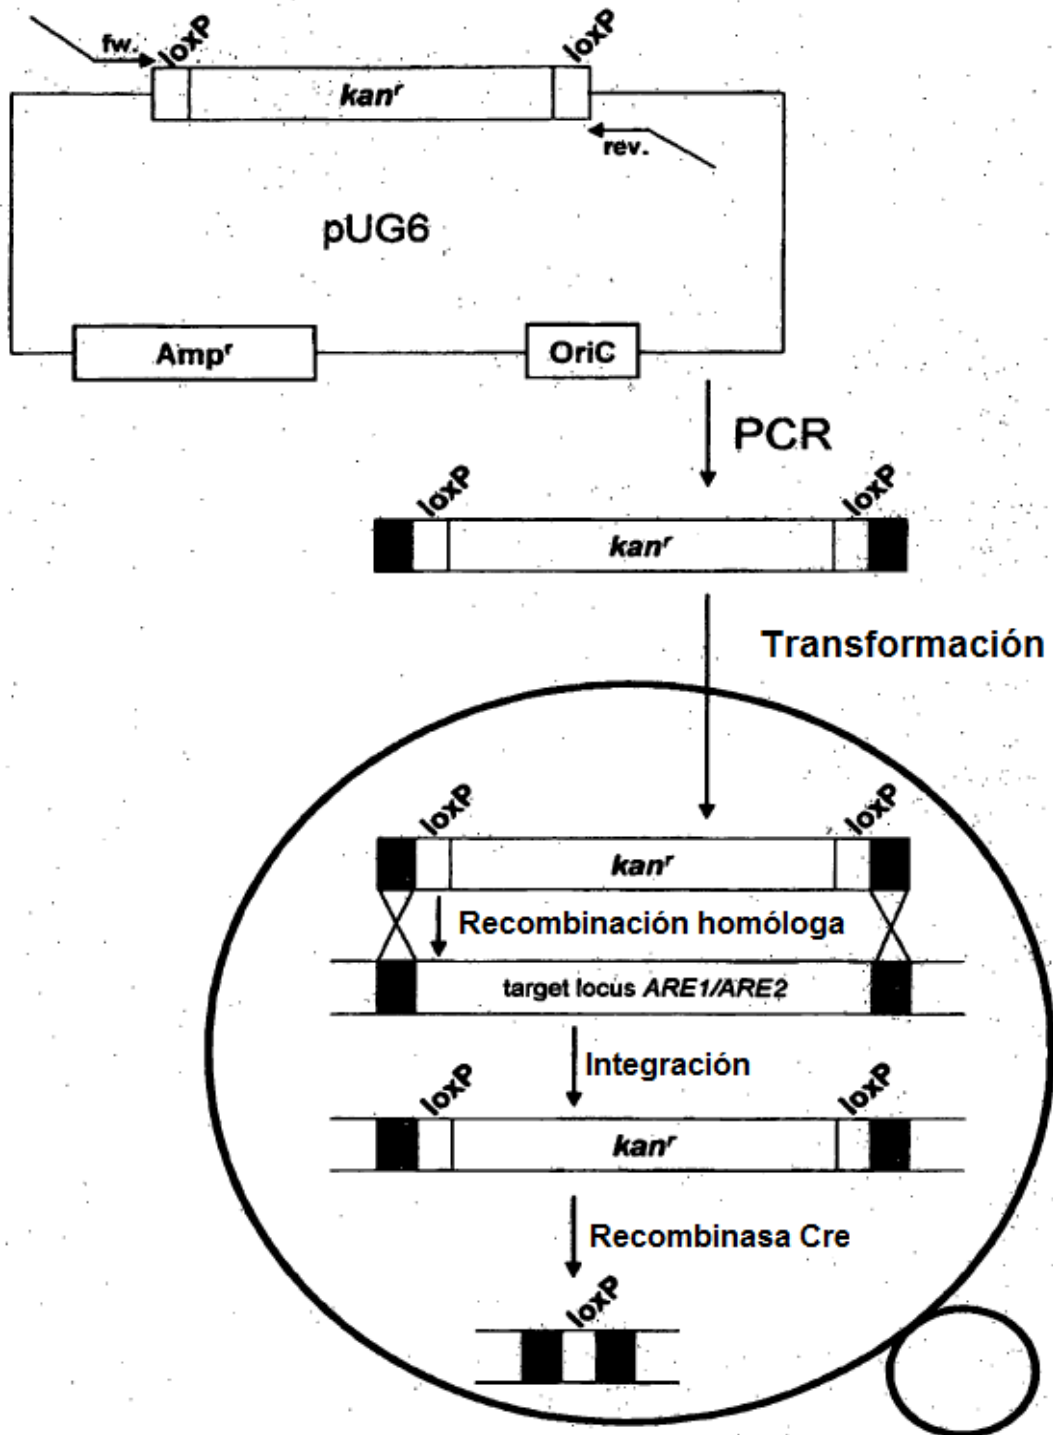 fw.
loxP
loxP
kanʳ
rev.
pUG6
Ampʳ
OriC
PCR
loxP
loxP
kanʳ
Transformación
loxP
loxP
kanʳ
Recombinación homóloga
target locus ARE1/ARE2
Integración
loxP
loxP
kanʳ
Recombinasa Cre
loxP